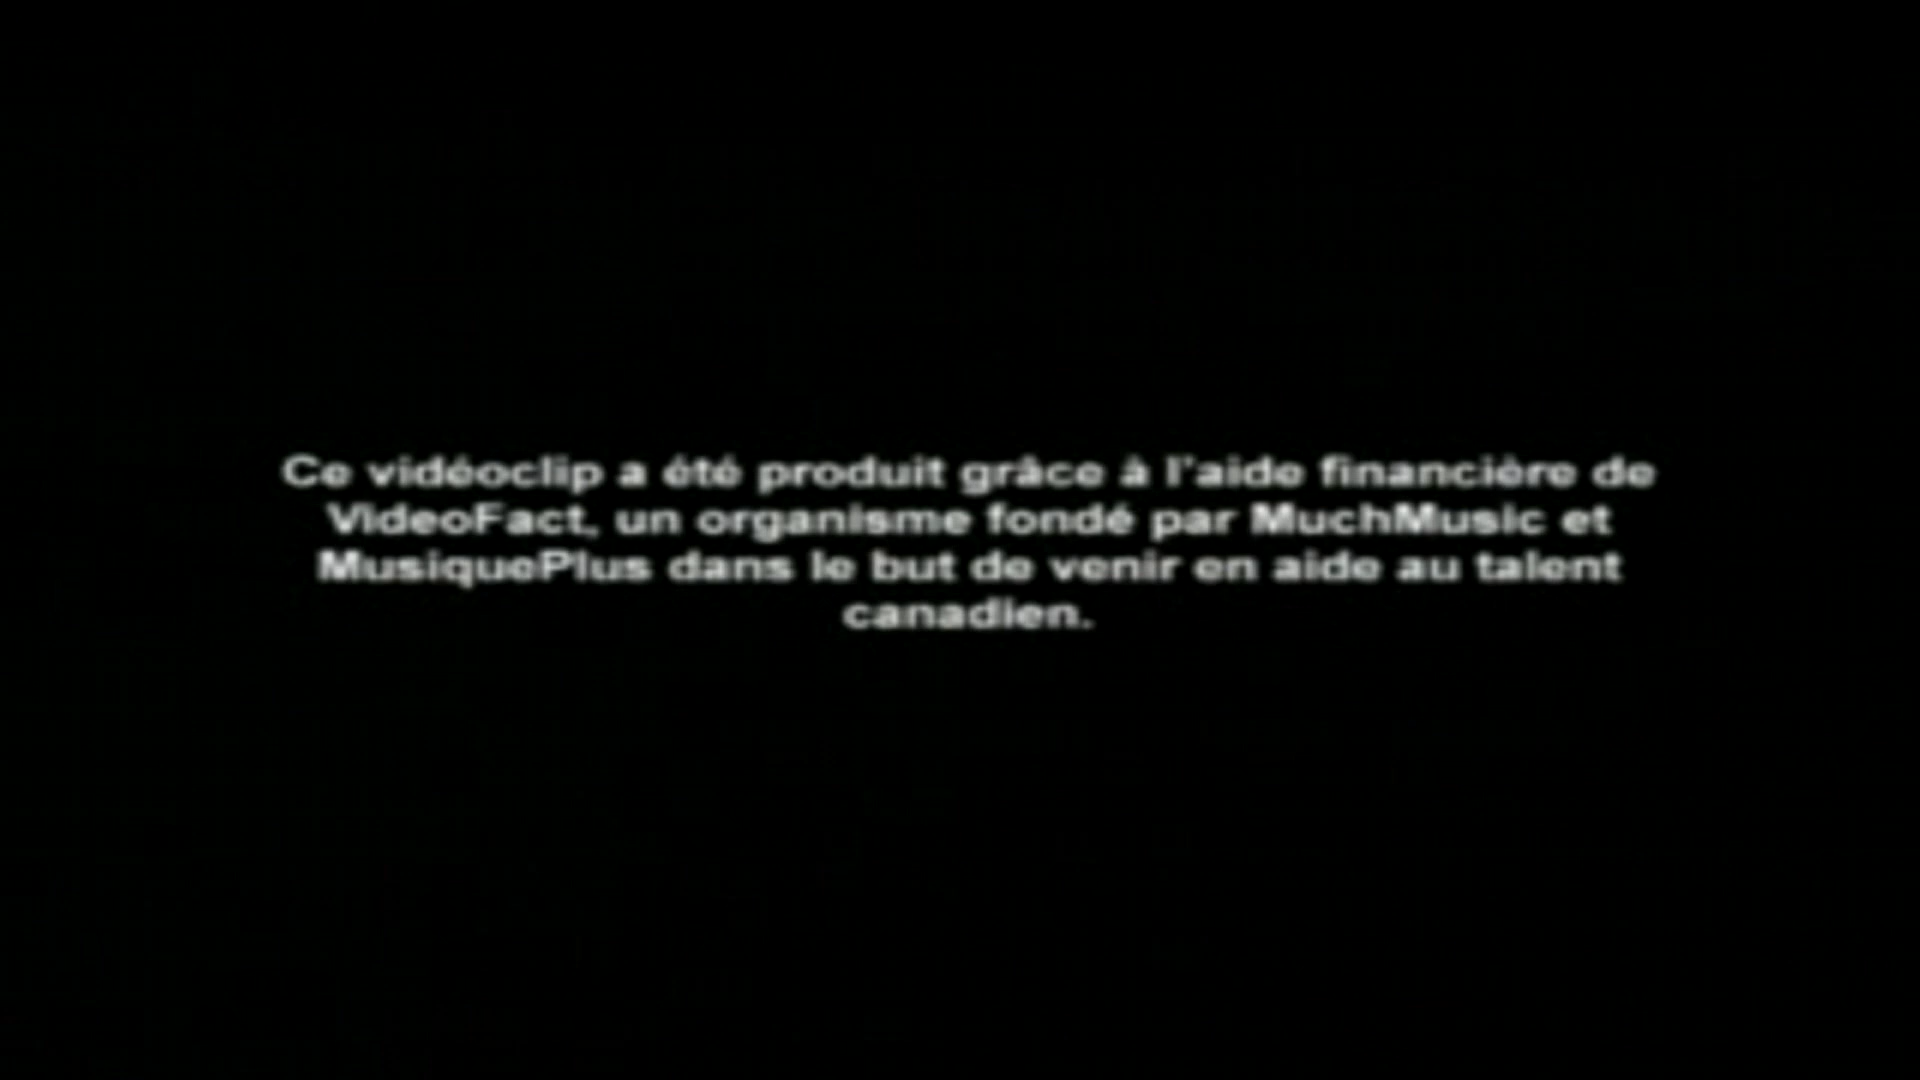 Ce vidéoclip a été produit grâce à l'aide financière de
VideoFact, un organisme fondé par MuchMusic et
MusiquePlus dans le but de venir en aide au talent
canadien.